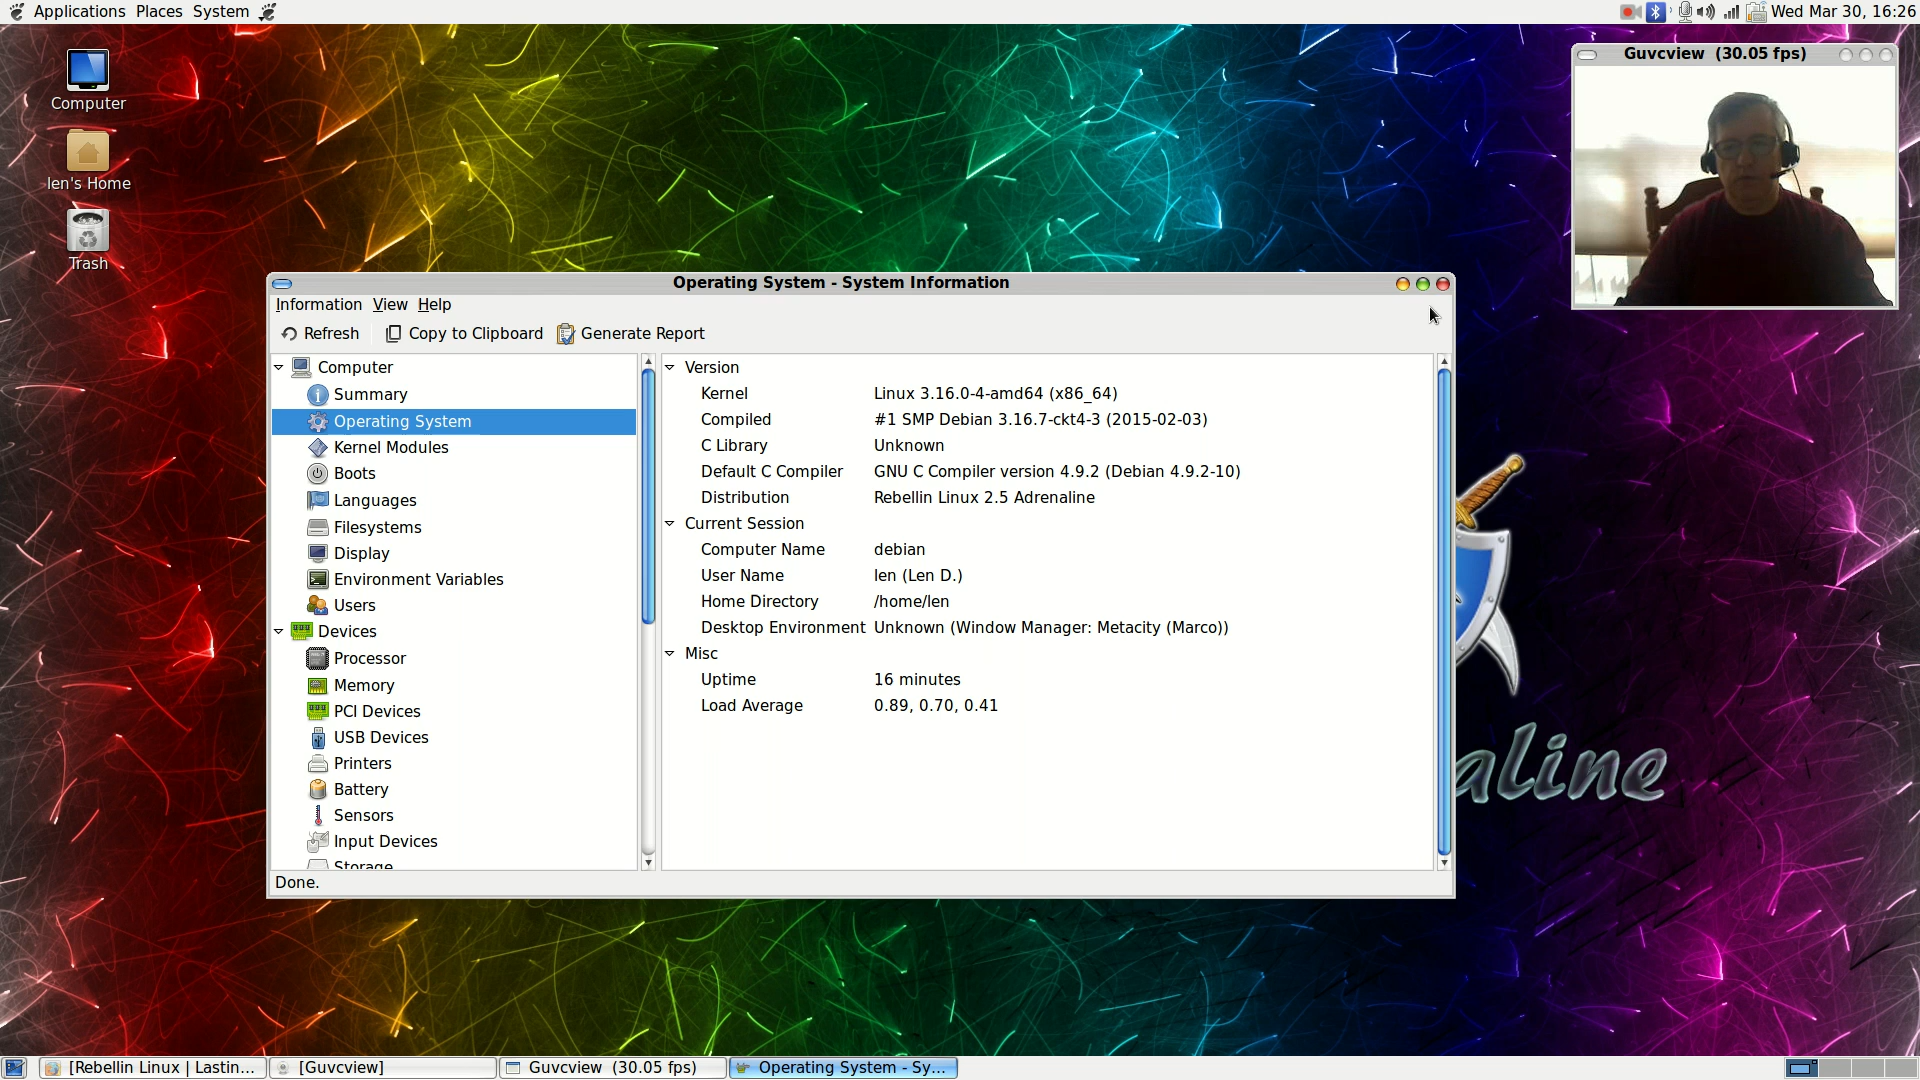 Applications Places System
Wed Mar 30, 16:26
Computer
len's Home
Trash
Guvcview (30.05 fps)
Operating System - System Information
Information View Help
Refresh Copy to Clipboard Generate Report
Computer
Summary
Operating System
Kernel Modules
Boots
Languages
Filesystems
Display
Environment Variables
Users
Devices
Processor
Memory
PCI Devices
USB Devices
Printers
Battery
Sensors
Input Devices
Storage
Version
Kernel Linux 3.16.0-4-amd64 (x86_64)
Compiled #1 SMP Debian 3.16.7-ckt4-3 (2015-02-03)
C Library Unknown
Default C Compiler GNU C Compiler version 4.9.2 (Debian 4.9.2-10)
Distribution Rebellin Linux 2.5 Adrenaline
Current Session
Computer Name debian
User Name len (Len D.)
Home Directory /home/len
Desktop Environment Unknown (Window Manager: Metacity (Marco))
Misc
Uptime 16 minutes
Load Average 0.89, 0.70, 0.41
Done.
aline
[Rebellin Linux | Lastin... [Guvcview] Guvcview (30.05 fps) Operating System - Sy...